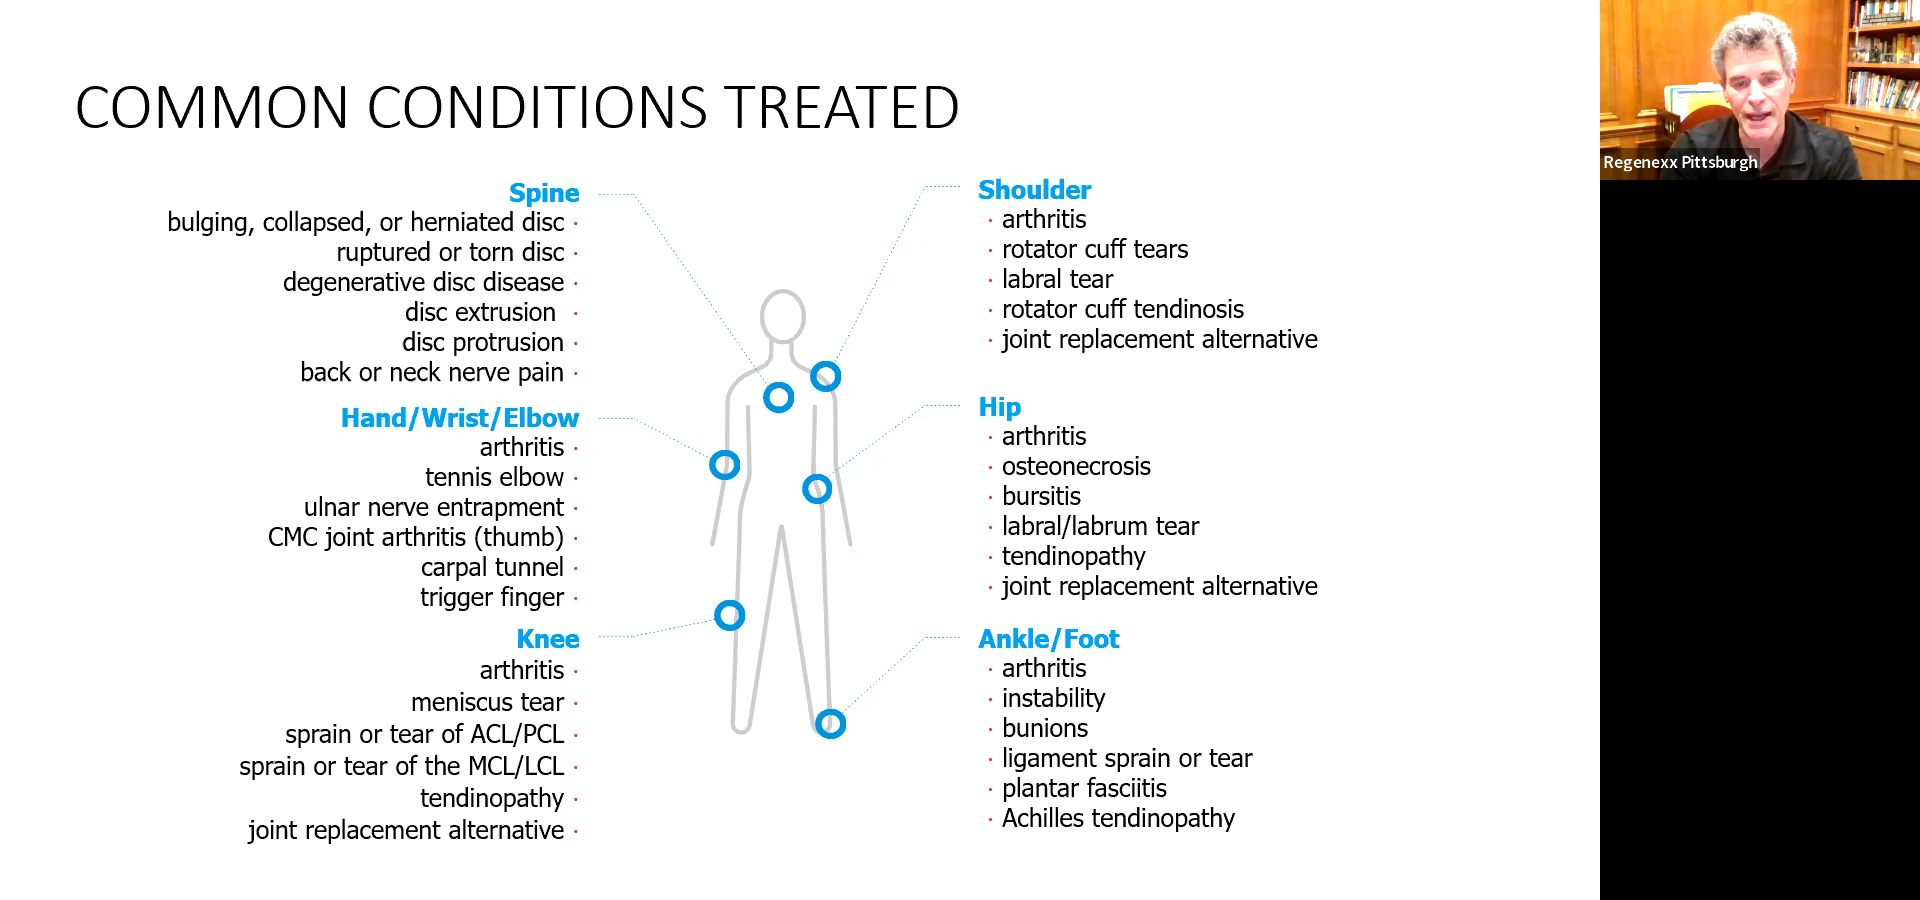 COMMON CONDITIONS TREATED
Spine
bulging, collapsed, or herniated disc ·
ruptured or torn disc ·
degenerative disc disease ·
disc extrusion ·
disc protrusion ·
back or neck nerve pain ·
Hand/Wrist/Elbow
arthritis ·
tennis elbow ·
ulnar nerve entrapment ·
CMC joint arthritis (thumb) ·
carpal tunnel ·
trigger finger ·
Knee
arthritis ·
meniscus tear ·
sprain or tear of ACL/PCL ·
sprain or tear of the MCL/LCL ·
tendinopathy ·
joint replacement alternative ·
Shoulder
· arthritis
· rotator cuff tears
· labral tear
· rotator cuff tendinosis
· joint replacement alternative
Hip
· arthritis
· osteonecrosis
· bursitis
· labral/labrum tear
· tendinopathy
· joint replacement alternative
Ankle/Foot
· arthritis
· instability
· bunions
· ligament sprain or tear
· plantar fasciitis
· Achilles tendinopathy
Regenexx Pittsburgh